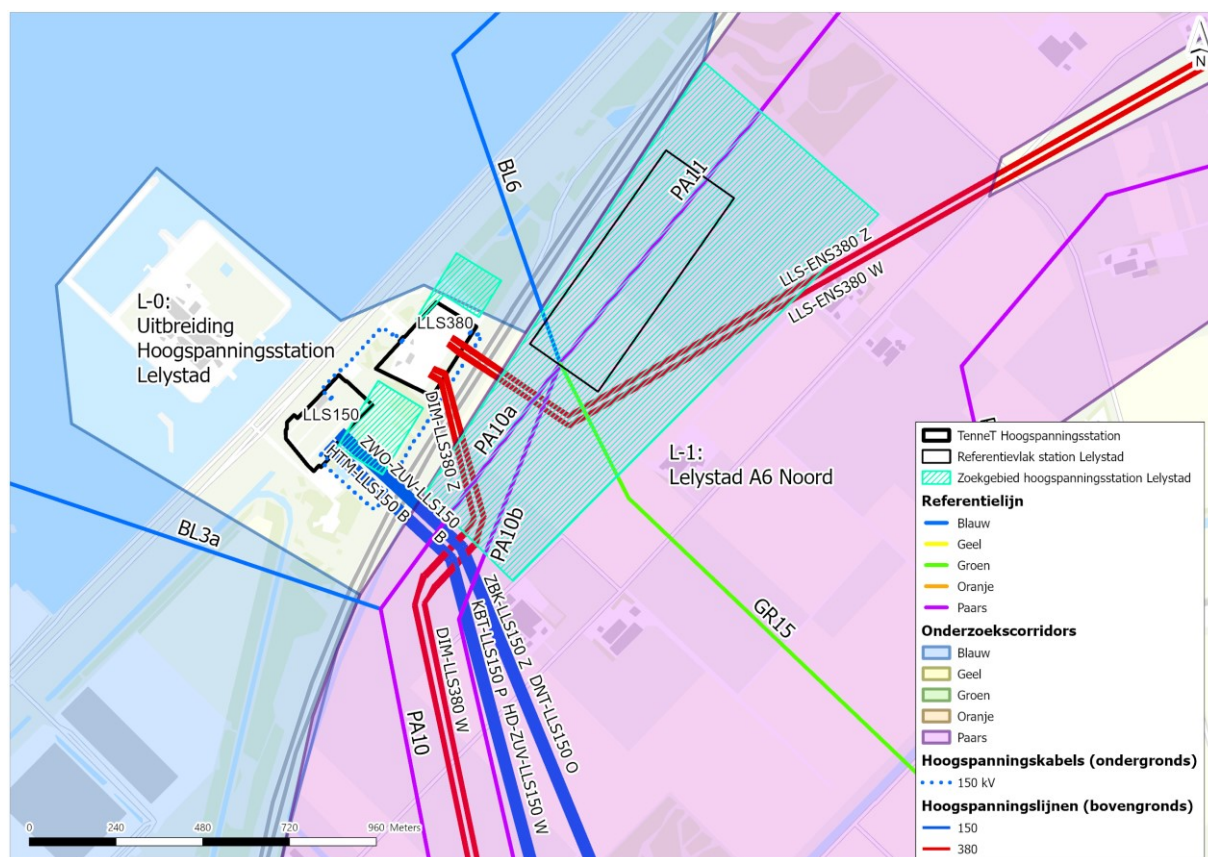 N
BL6
PA11
LLS-ENS380 Z
LLS-ENS380 W
L-0:
Uitbreiding
Hoogspanningsstation
Lelystad
LLS380
LLS150
DIM-LLS380 Z
PA10a
ZWO-ZUV-LLS150
HTM-LLS150 B
B
PA10b
L-1:
Lelystad A6 Noord
BL3a
ZBK-LLS150 Z
DNT-LLS150 O
KBT-LLS150 P
HD-ZUV-LLS150 W
DIM-LLS380 W
PA10
GR15
TenneT Hoogspanningsstation
Referentievlak station Lelystad
Zoekgebied hoogspanningsstation Lelystad
Referentielijn
Blauw
Geel
Groen
Oranje
Paars
Onderzoekscorridors
Blauw
Geel
Groen
Oranje
Paars
Hoogspanningskabels (ondergronds)
150 kV
Hoogspanningslijnen (bovengronds)
150
380
0 240 480 720 960 Meters